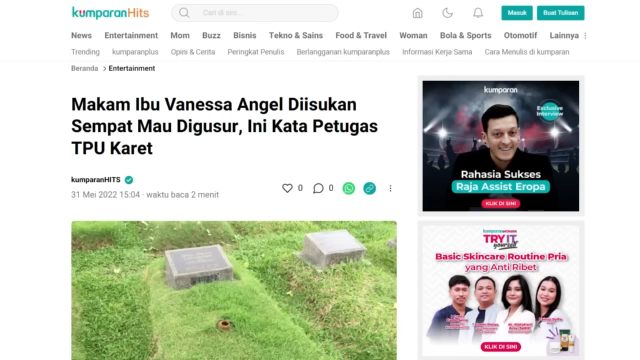 kumparanHits
Cari di sini...
Masuk
Buat Tulisan
News Entertainment Mom Buzz Bisnis Tekno & Sains Food & Travel Woman Bola & Sports Otomotif Lainnya
Trending kumparanplus Opini & Cerita Peringkat Penulis Berlangganan kumparanplus Informasi Kerja Sama Cara Menulis di kumparan
Beranda > Entertainment
Makam Ibu Vanessa Angel Diisukan
Sempat Mau Digusur, Ini Kata Petugas
TPU Karet
kumparanHITS
31 Mei 2022 15:04 · waktu baca 2 menit
0 0
kumparan
Exclusive
Interview
Rahasia Sukses
Raja Assist Eropa
KLIK DI SINI
kumparanWOMAN
TRY IT
yourself
Basic Skincare Routine Pria
yang Anti Ribet
KLIK DI SINI